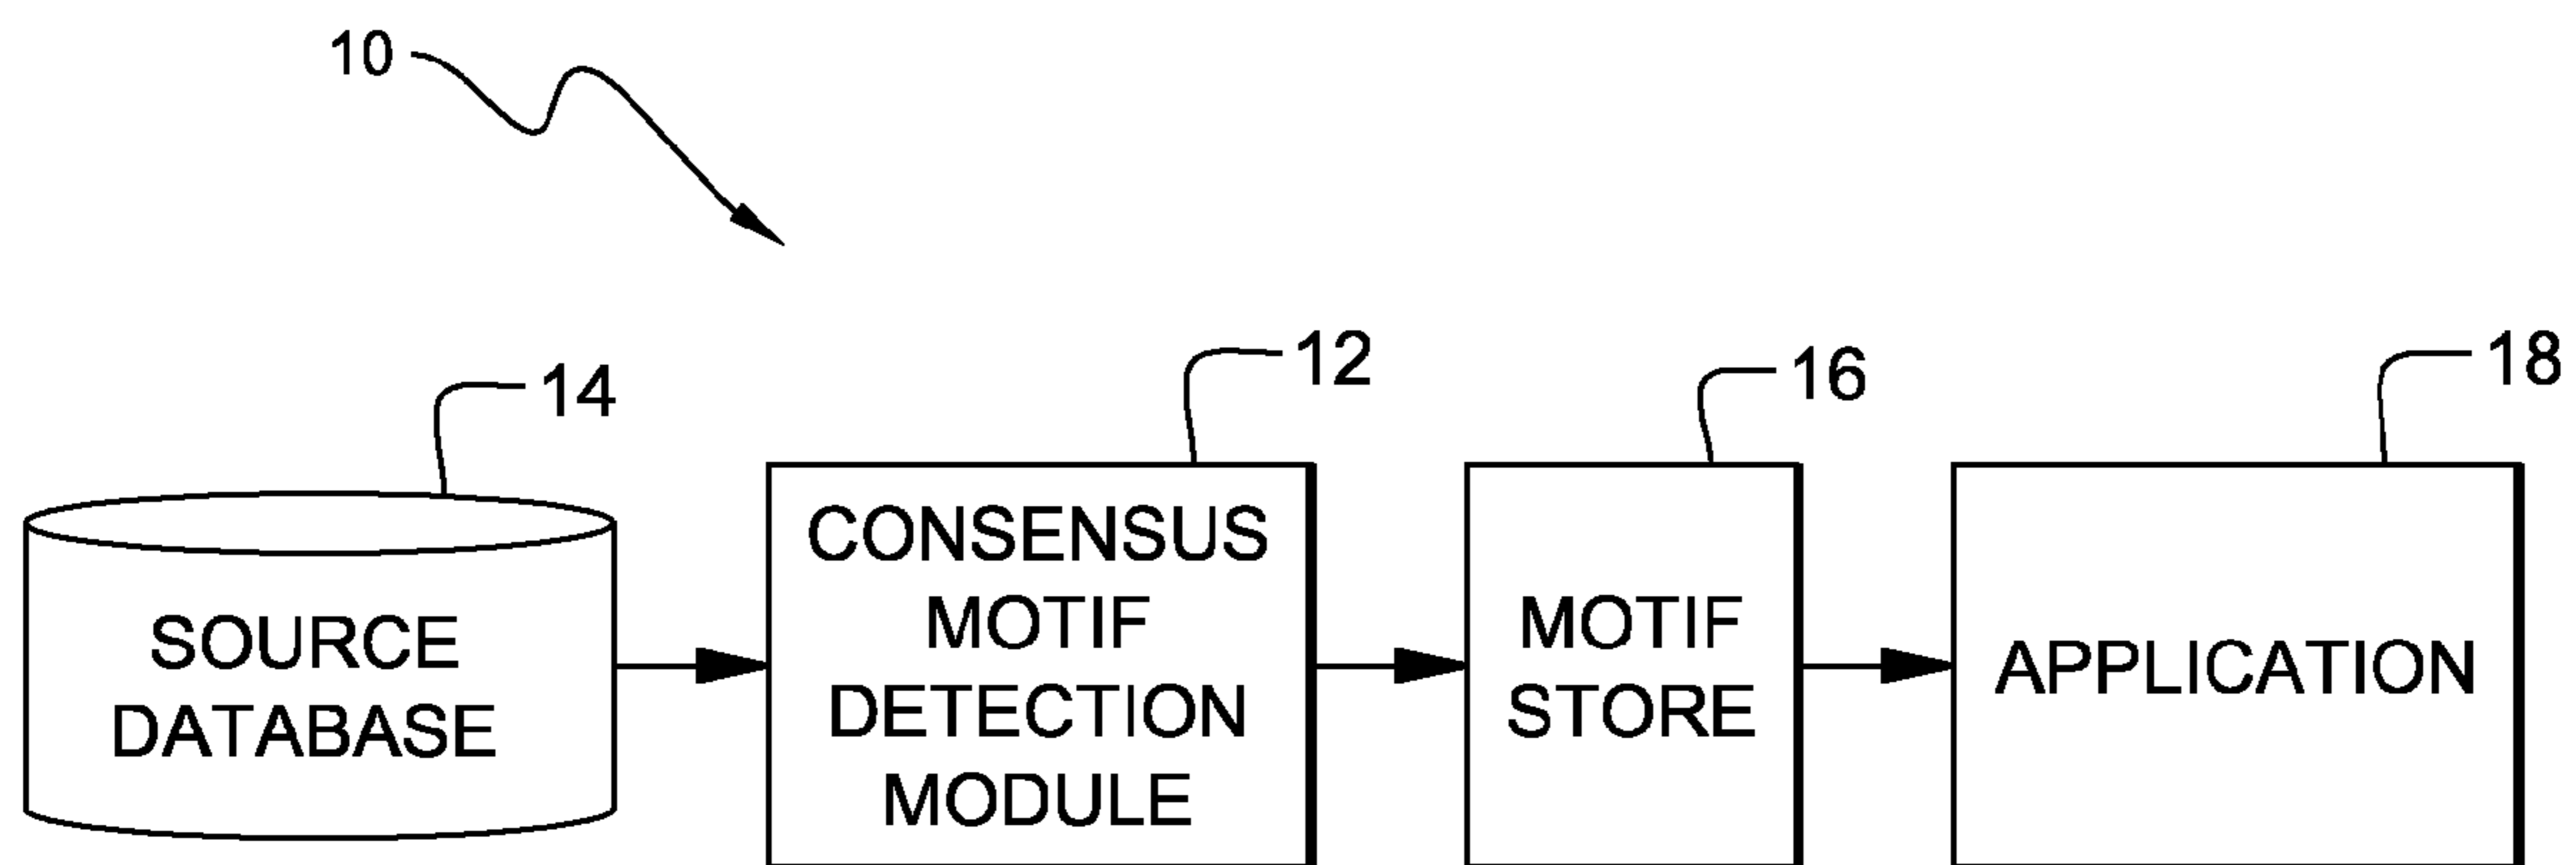 10
14
12
16
18
SOURCE
DATABASE
CONSENSUS
MOTIF
DETECTION
MODULE
MOTIF
STORE
APPLICATION